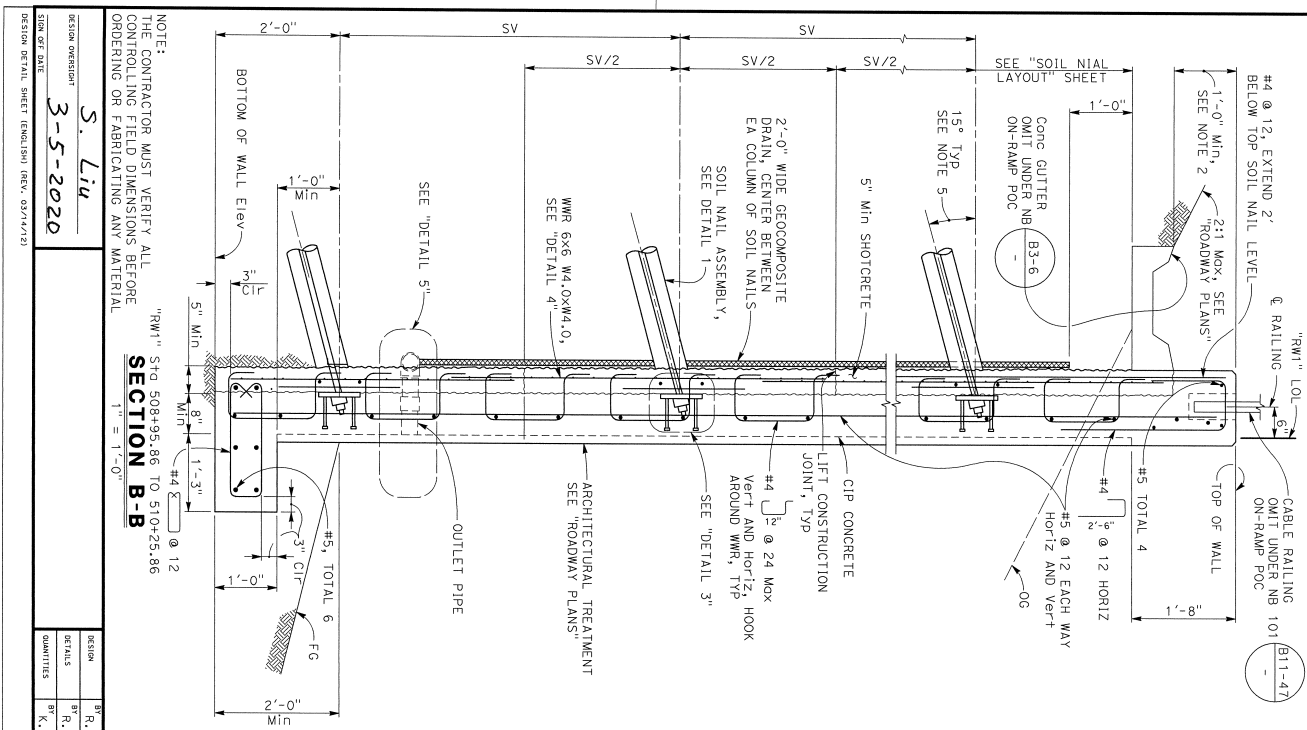 "RW1" LOL
℄ RAILING
6"
CABLE RAILING
OMIT UNDER NB 101
ON-RAMP POC
B11-47
-
#4 @ 12, EXTEND 2'
BELOW TOP SOIL NAIL LEVEL
2:1 Max, SEE
"ROADWAY PLANS"
1'-0" Min,
SEE NOTE 2
TOP OF WALL
1'-8"
#5 TOTAL 4
1'-0"
SEE "SOIL NIAL
LAYOUT" SHEET
Conc GUTTER
OMIT UNDER NB
ON-RAMP POC
B3-6
-
#4
2'-6"
@ 12 HORIZ
OG
#5 @ 12 EACH WAY
Horiz AND Vert
15° Typ
SEE NOTE 5
SV
SV
SV/2
SV/2
SV/2
5" Min SHOTCRETE
CIP CONCRETE
LIFT CONSTRUCTION
JOINT, Typ
2'-0" WIDE GEOCOMPOSITE
DRAIN, CENTER BETWEEN
EA COLUMN OF SOIL NAILS
#4
12"
@ 24 Max
Vert AND Horiz, HOOK
AROUND WWR, TYP
SOIL NAIL ASSEMBLY,
SEE DETAIL 1
SEE "DETAIL 3"
WWR 6x6 W4.0xW4.0,
SEE "DETAIL 4"
ARCHITECTURAL TREATMENT
SEE "ROADWAY PLANS"
SEE "DETAIL 5"
OUTLET PIPE
2'-0"
1'-0"
Min
BOTTOM OF WALL Elev
3"
Clr
5" Min
8"
Min
1'-3"
3" Clr
1'-0"
#5, TOTAL 6
FG
2'-0"
Min
#4
@ 12
"RW1" Sta 508+95.86 TO 510+25.86
SECTION B-B
1" = 1'-0"
NOTE:
THE CONTRACTOR MUST VERIFY ALL
CONTROLLING FIELD DIMENSIONS BEFORE
ORDERING OR FABRICATING ANY MATERIAL
S. Liu
DESIGN OVERSIGHT
3-5-2020
SIGN OFF DATE
DESIGN DETAIL SHEET (ENGLISH) (REV. 03/14/12)
DESIGN
BY R.
DETAILS
BY R.
QUANTITIES
BY K.